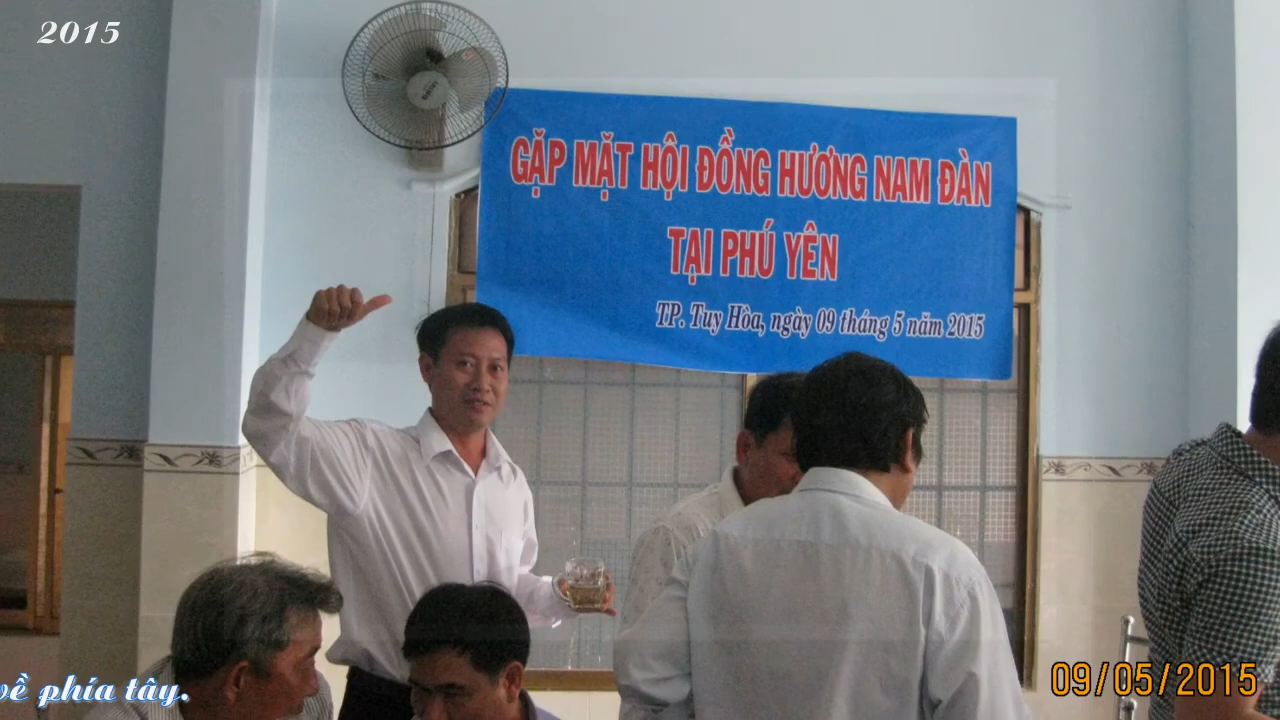 2015
GẶP MẶT HỘI ĐỒNG HƯƠNG NAM ĐÀN
TẠI PHÚ YÊN
TP. Tuy Hòa, ngày 09 tháng 5 năm 2015
về phía tây.
09/05/2015